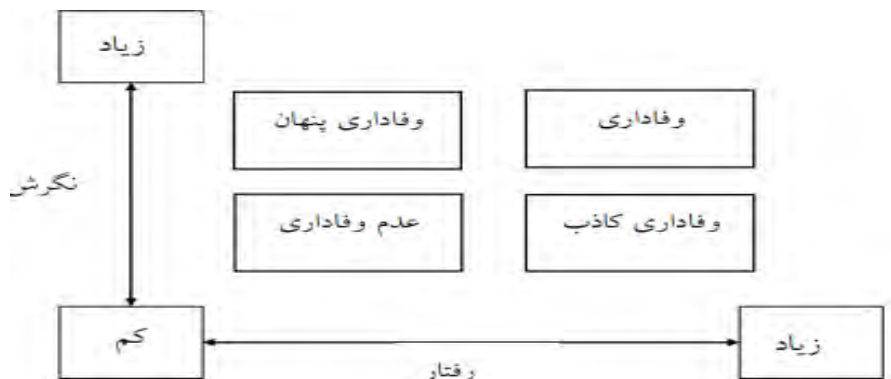 زیاد
وفاداری
وفاداری پنهان
نگرش
وفاداری کاذب
عدم وفاداری
کم
زیاد
رفتار